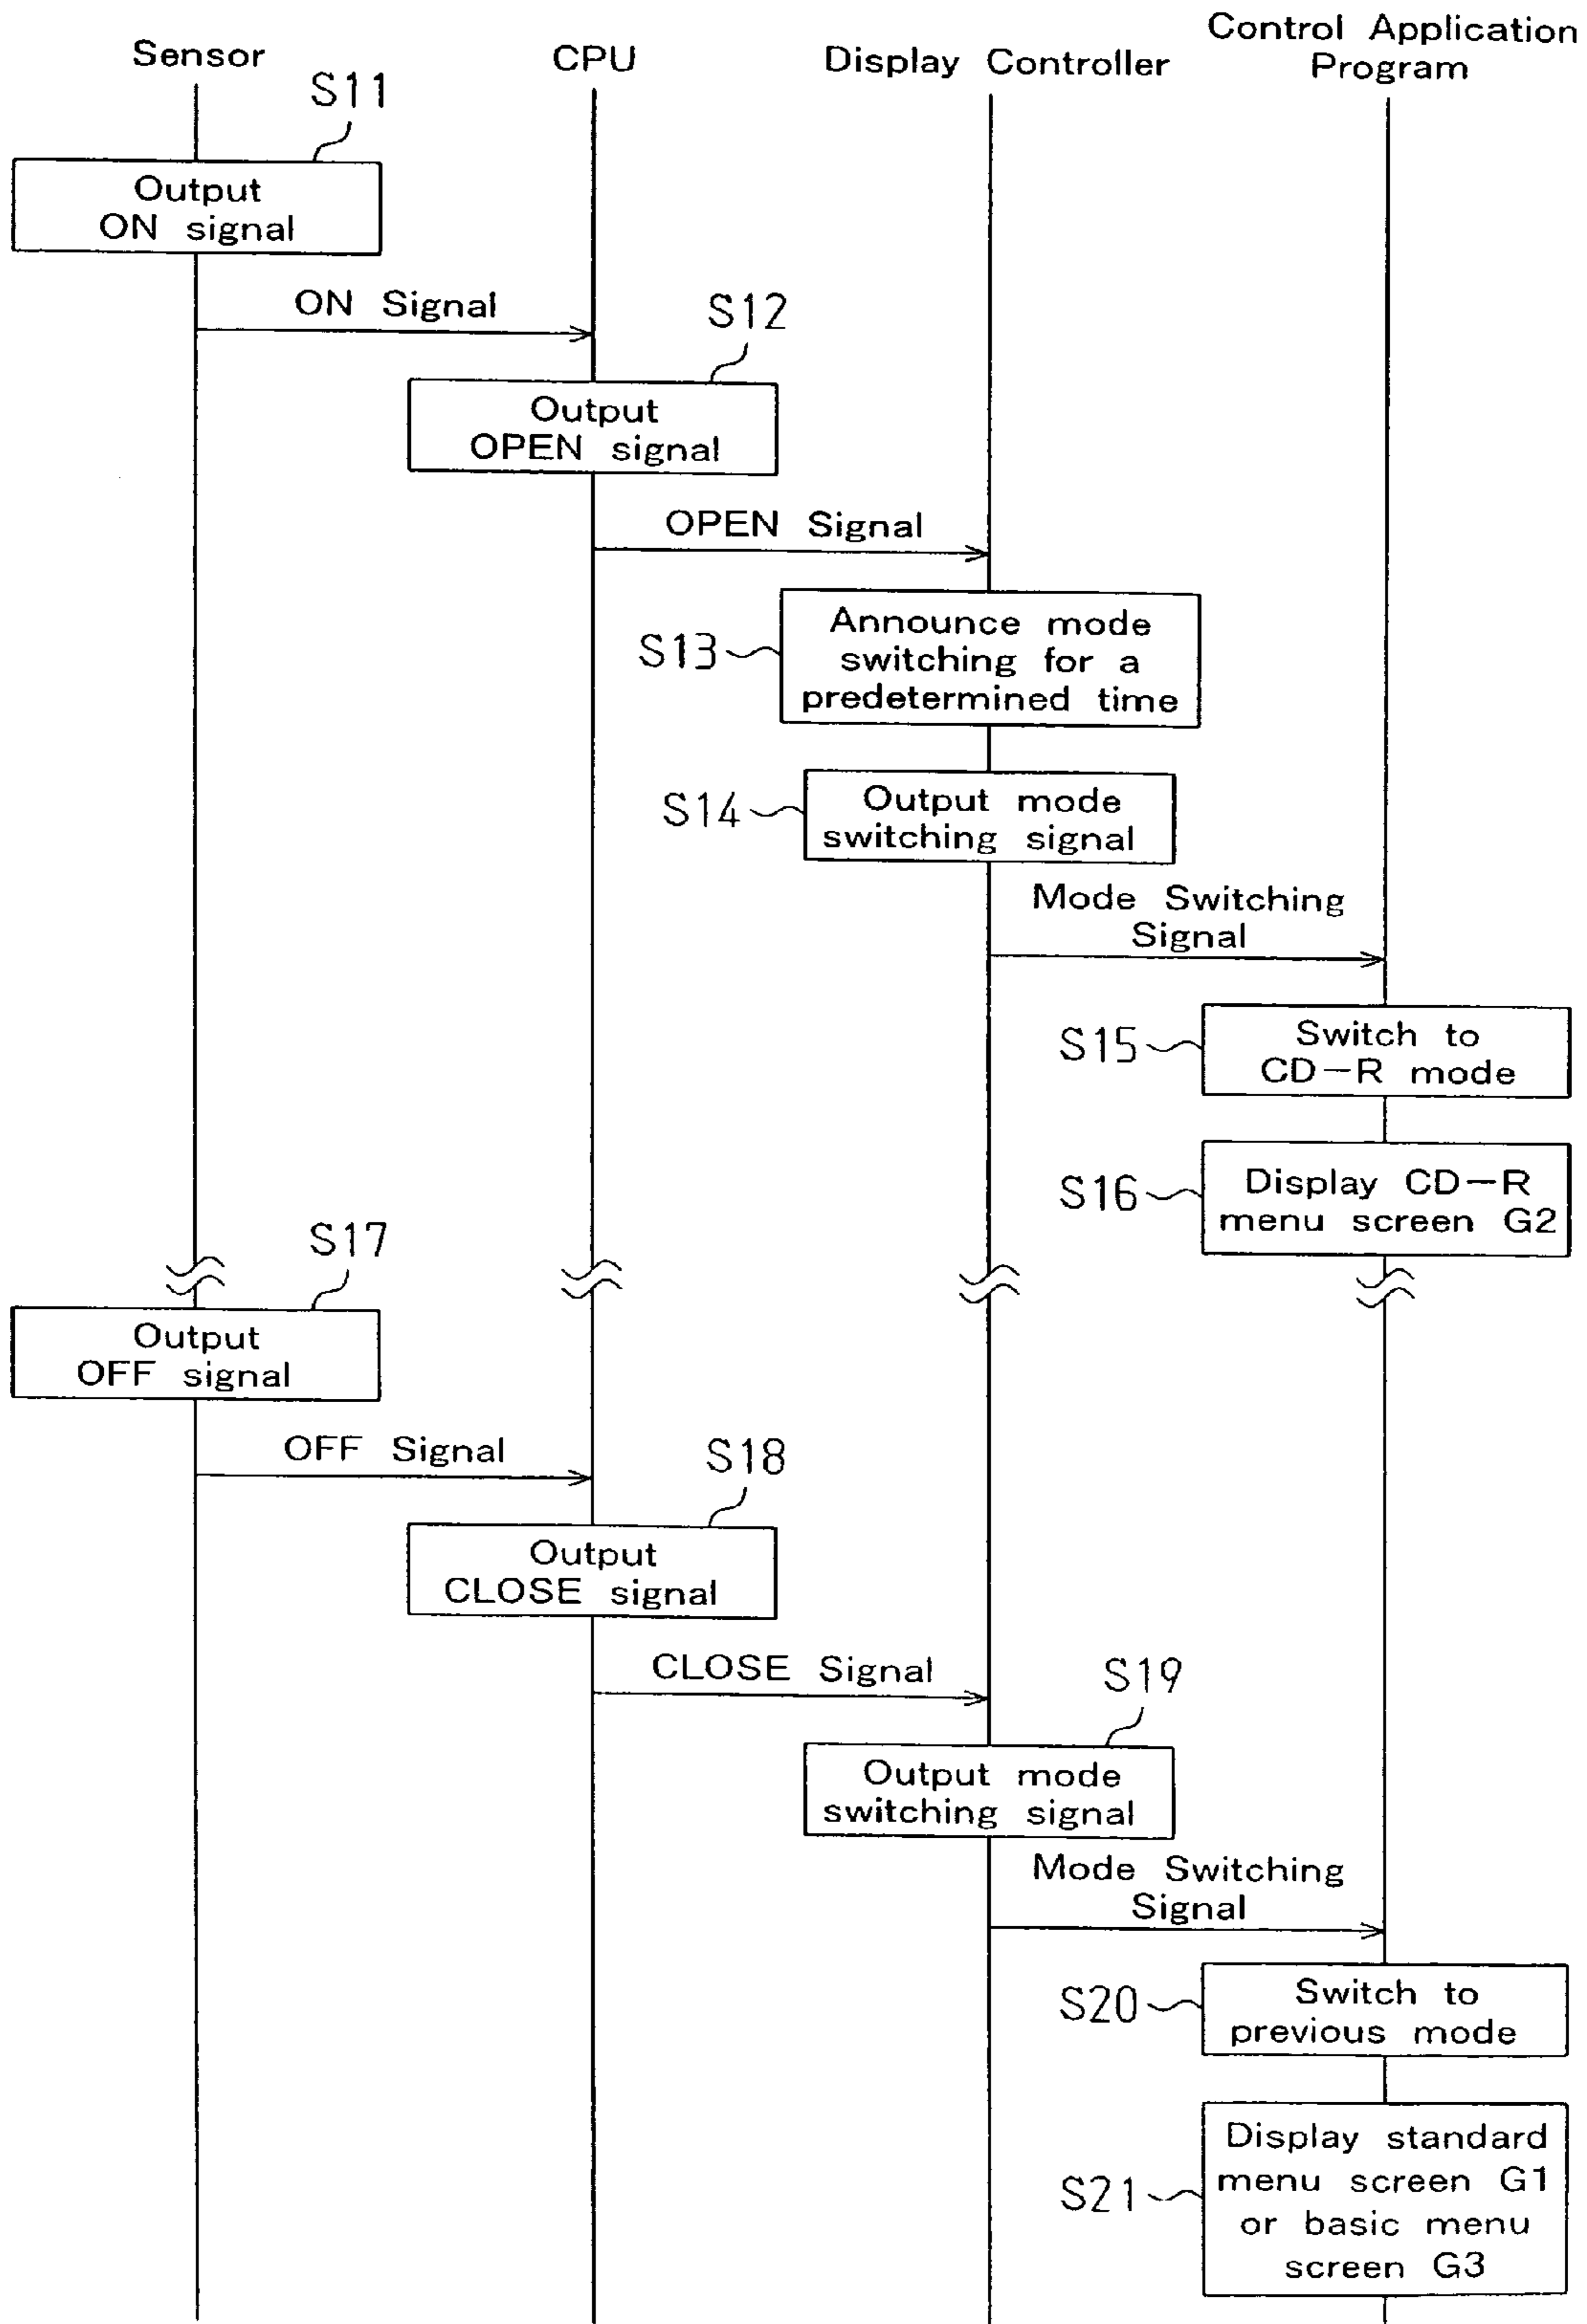 Sensor
CPU
Display Controller
Control Application
Program
S11
Output
ON signal
ON Signal
S12
Output
OPEN signal
OPEN Signal
S13
Announce mode
switching for a
predetermined time
S14
Output mode
switching signal
Mode Switching
Signal
S15
Switch to
CD-R mode
S16
Display CD-R
menu screen G2
S17
Output
OFF signal
OFF Signal
S18
Output
CLOSE signal
CLOSE Signal
S19
Output mode
switching signal
Mode Switching
Signal
S20
Switch to
previous mode
S21
Display standard
menu screen G1
or basic menu
screen G3